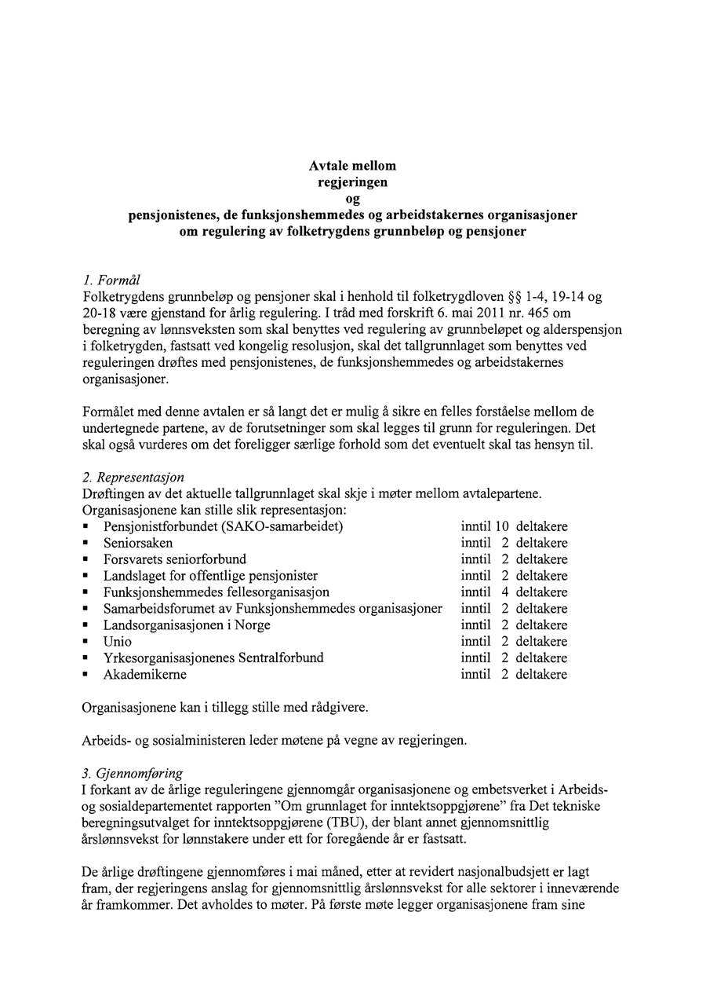 Avtale mellom
regjeringen
og
pensjonistenes, de funksjonshemmedes og arbeidstakernes organisasjoner
om regulering av folketrygdens grunnbeløp og pensjoner
1. Formål
Folketrygdens grunnbeløp og pensjoner skal i henhold til folketrygdloven §§ 1-4, 19-14 og
20-18 være gjenstand for årlig regulering. I tråd med forskrift 6. mai 2011 nr. 465 om
beregning av lønnsveksten som skal benyttes ved regulering av grunnbeløpet og alderspensjon
i folketrygden, fastsatt ved kongelig resolusjon, skal det tallgrunnlaget som benyttes ved
reguleringen drøftes med pensjonistenes, de funksjonshemmedes og arbeidstakernes
organisasjoner.
Formålet med denne avtalen er så langt det er mulig å sikre en felles forståelse mellom de
undertegnede partene, av de forutsetninger som skal legges til grunn for reguleringen. Det
skal også vurderes om det foreligger særlige forhold som det eventuelt skal tas hensyn til.
2. Representasjon
Drøftingen av det aktuelle tallgrunnlaget skal skje i møter mellom avtalepartene.
Organisasjonene kan stille slik representasjon:
▪ Pensjonistforbundet (SAKO-samarbeidet) inntil 10 deltakere
▪ Seniorsaken inntil 2 deltakere
▪ Forsvarets seniorforbund inntil 2 deltakere
▪ Landslaget for offentlige pensjonister inntil 2 deltakere
▪ Funksjonshemmedes fellesorganisasjon inntil 4 deltakere
▪ Samarbeidsforumet av Funksjonshemmedes organisasjoner inntil 2 deltakere
▪ Landsorganisasjonen i Norge inntil 2 deltakere
▪ Unio inntil 2 deltakere
▪ Yrkesorganisasjonenes Sentralforbund inntil 2 deltakere
▪ Akademikerne inntil 2 deltakere
Organisasjonene kan i tillegg stille med rådgivere.
Arbeids- og sosialministeren leder møtene på vegne av regjeringen.
3. Gjennomføring
I forkant av de årlige reguleringene gjennomgår organisasjonene og embetsverket i Arbeids-
og sosialdepartementet rapporten ”Om grunnlaget for inntektsoppgjørene” fra Det tekniske
beregningsutvalget for inntektsoppgjørene (TBU), der blant annet gjennomsnittlig
årslønnsvekst for lønnstakere under ett for foregående år er fastsatt.
De årlige drøftingene gjennomføres i mai måned, etter at revidert nasjonalbudsjett er lagt
fram, der regjeringens anslag for gjennomsnittlig årslønnsvekst for alle sektorer i inneværende
år framkommer. Det avholdes to møter. På første møte legger organisasjonene fram sine